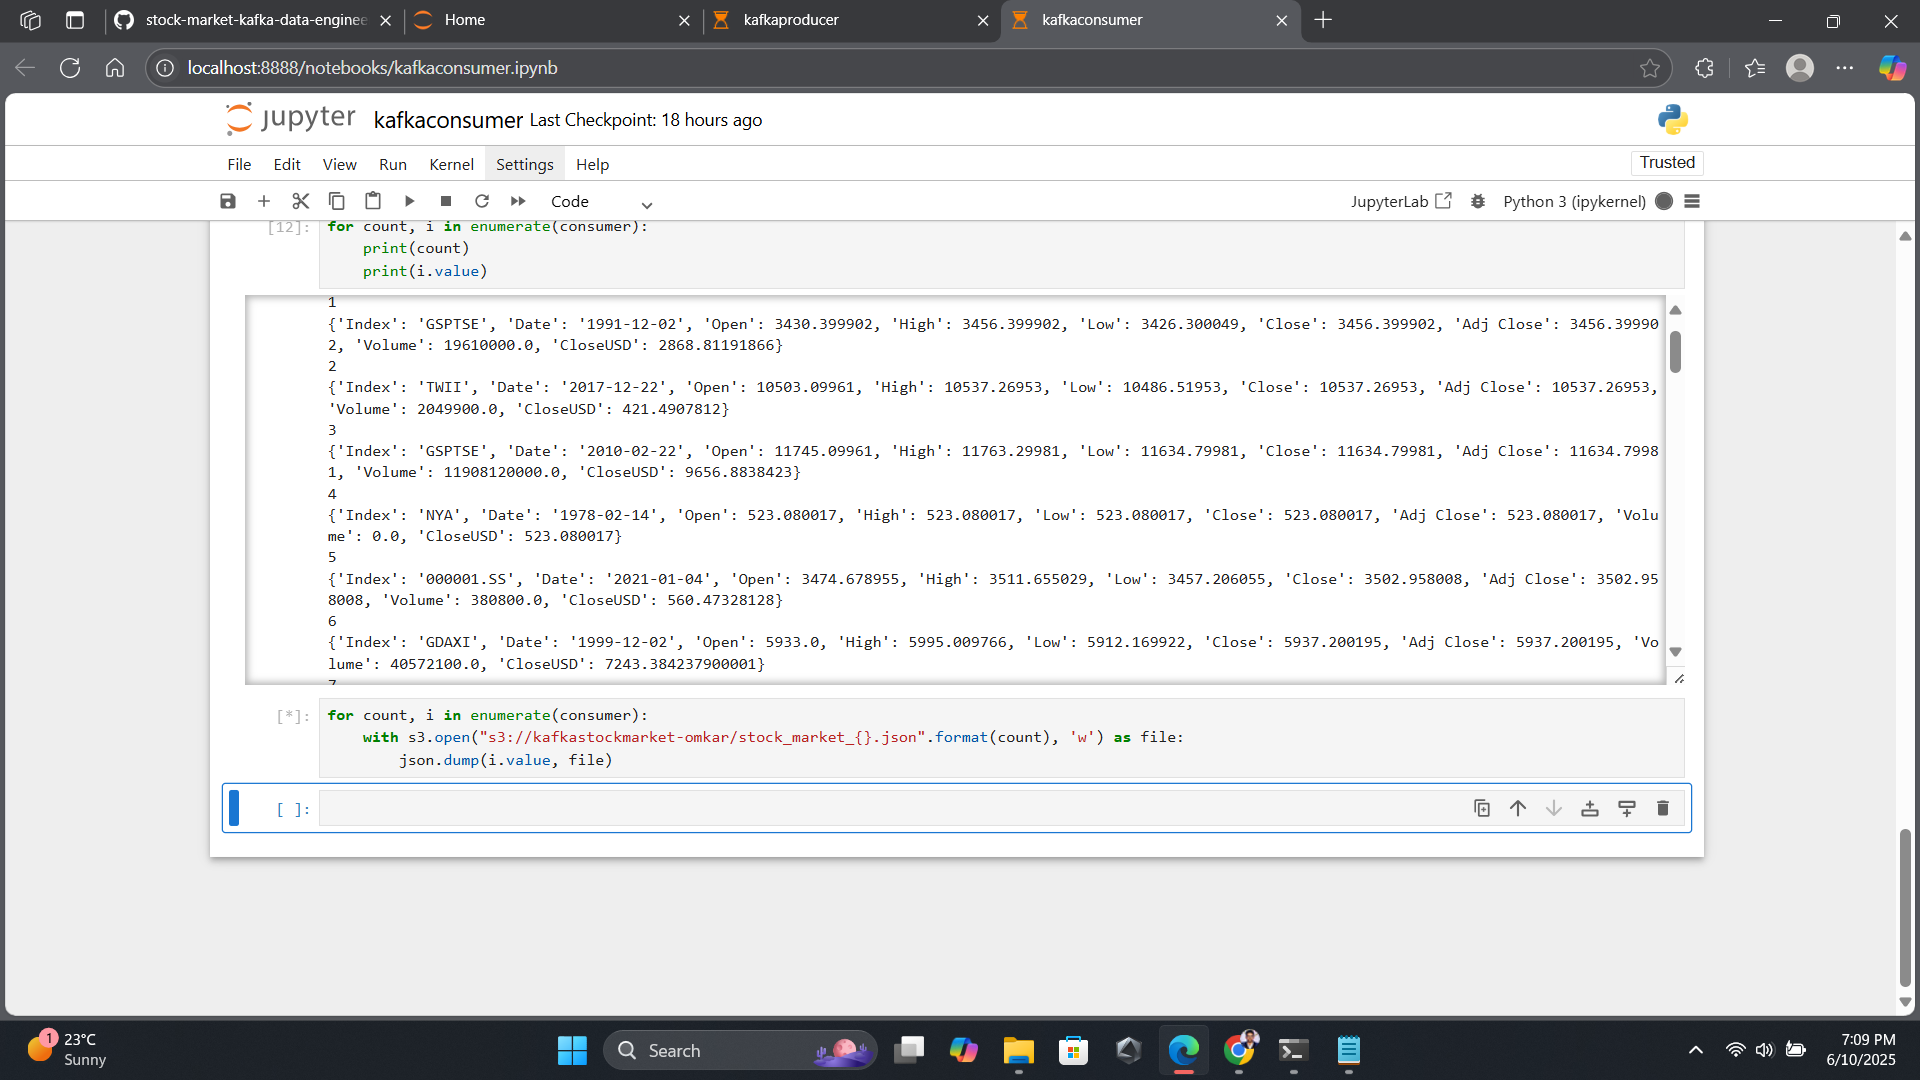 stock-market-kafka-data-enginee
Home
kafkaproducer
kafkaconsumer
localhost:8888/notebooks/kafkaconsumer.ipynb
jupyter kafkaconsumer Last Checkpoint: 18 hours ago
File Edit View Run Kernel Settings Help
Trusted
Code
JupyterLab
Python 3 (ipykernel)
[12]: for count, i in enumerate(consumer):
print(count)
print(i.value)
1
{'Index': 'GSPTSE', 'Date': '1991-12-02', 'Open': 3430.399902, 'High': 3456.399902, 'Low': 3426.300049, 'Close': 3456.399902, 'Adj Close': 3456.39990
2, 'Volume': 19610000.0, 'CloseUSD': 2868.81191866}
2
{'Index': 'TWII', 'Date': '2017-12-22', 'Open': 10503.09961, 'High': 10537.26953, 'Low': 10486.51953, 'Close': 10537.26953, 'Adj Close': 10537.26953,
'Volume': 2049900.0, 'CloseUSD': 421.4907812}
3
{'Index': 'GSPTSE', 'Date': '2010-02-22', 'Open': 11745.09961, 'High': 11763.29981, 'Low': 11634.79981, 'Close': 11634.79981, 'Adj Close': 11634.7998
1, 'Volume': 11908120000.0, 'CloseUSD': 9656.8838423}
4
{'Index': 'NYA', 'Date': '1978-02-14', 'Open': 523.080017, 'High': 523.080017, 'Low': 523.080017, 'Close': 523.080017, 'Adj Close': 523.080017, 'Volu
me': 0.0, 'CloseUSD': 523.080017}
5
{'Index': '000001.SS', 'Date': '2021-01-04', 'Open': 3474.678955, 'High': 3511.655029, 'Low': 3457.206055, 'Close': 3502.958008, 'Adj Close': 3502.95
8008, 'Volume': 380800.0, 'CloseUSD': 560.47328128}
6
{'Index': 'GDAXI', 'Date': '1999-12-02', 'Open': 5933.0, 'High': 5995.009766, 'Low': 5912.169922, 'Close': 5937.200195, 'Adj Close': 5937.200195, 'Vo
lume': 40572100.0, 'CloseUSD': 7243.384237900001}
7
[*]: for count, i in enumerate(consumer):
with s3.open("s3://kafkastockmarket-omkar/stock_market_{}.json".format(count), 'w') as file:
json.dump(i.value, file)
[ ]:
1
23°C
Sunny
Search
7:09 PM
6/10/2025